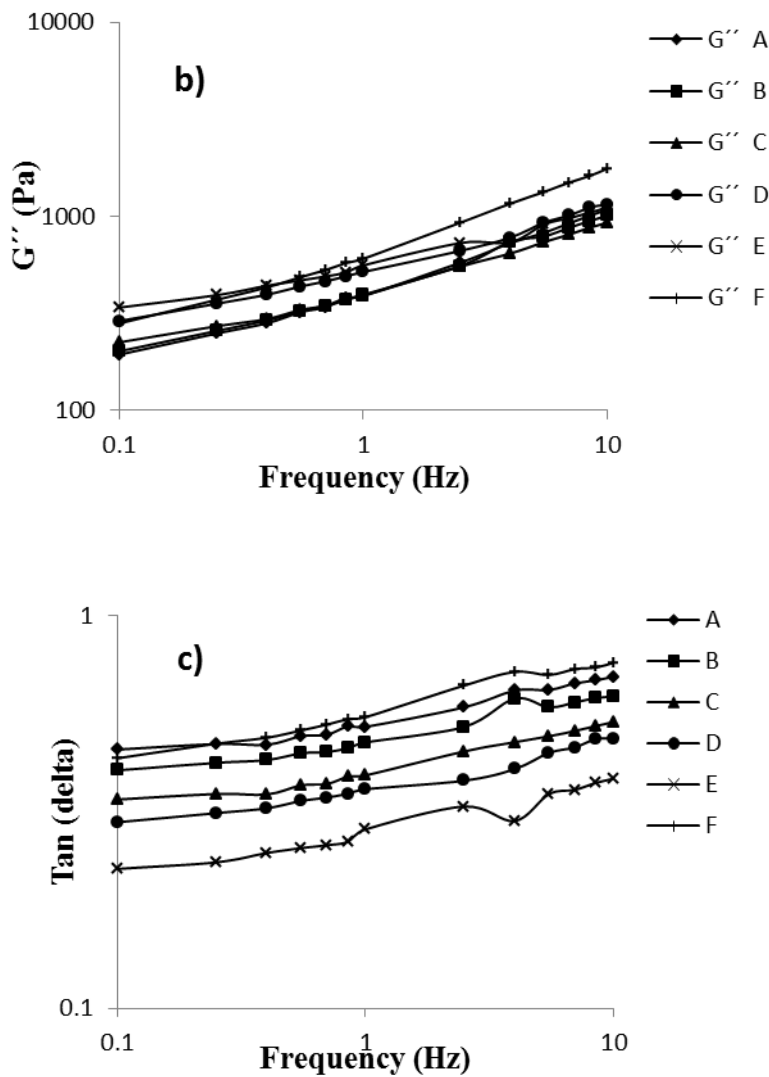 10000
b)
1000
G´´ (Pa)
100
0.1 1 10
Frequency (Hz)
G´´ A
G´´ B
G´´ C
G´´ D
G´´ E
G´´ F
1
c)
Tan (delta)
0.1
0.1 1 10
Frequency (Hz)
A
B
C
D
E
F